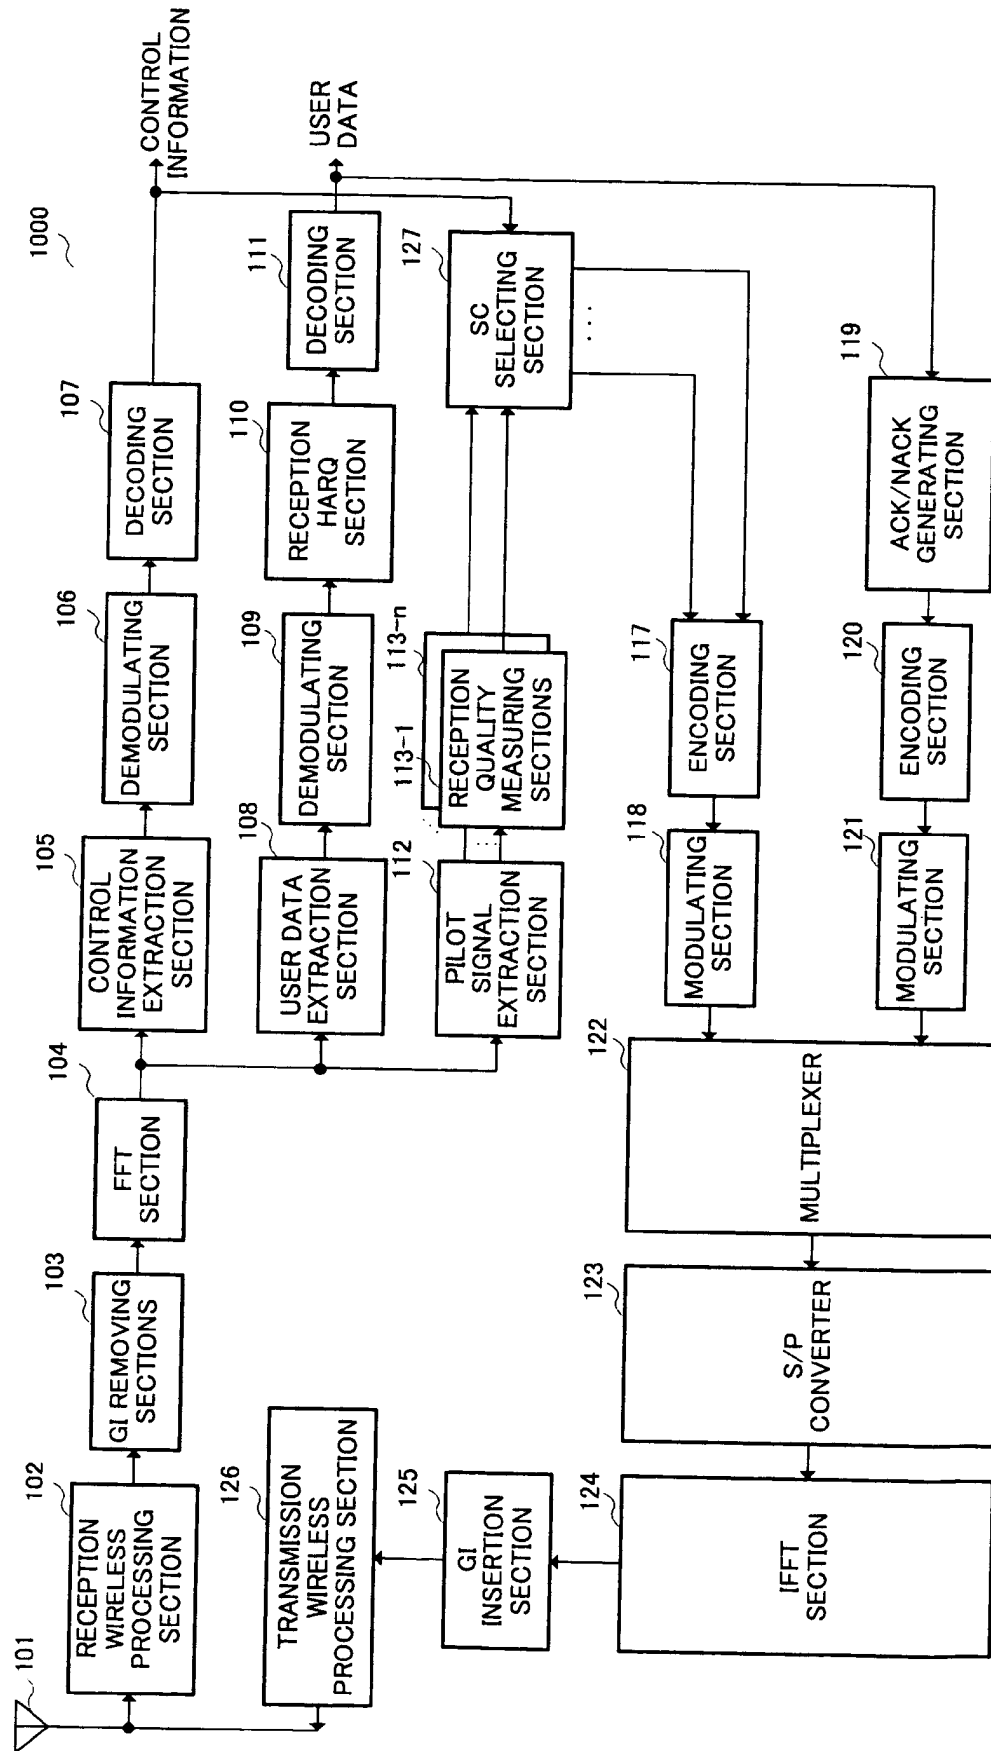 1000
101
102
RECEPTION
WIRELESS
PROCESSING
SECTION
103
GI REMOVING
SECTIONS
104
FFT
SECTION
105
CONTROL
INFORMATION
EXTRACTION
SECTION
106
DEMODULATING
SECTION
107
DECODING
SECTION
CONTROL
INFORMATION
108
USER DATA
EXTRACTION
SECTION
109
DEMODULATING
SECTION
110
RECEPTION
HARQ
SECTION
111
DECODING
SECTION
USER
DATA
112
PILOT
SIGNAL
EXTRACTION
SECTION
113-n
113-1
RECEPTION
QUALITY
MEASURING
SECTIONS
127
SC
SELECTING
SECTION
126
TRANSMISSION
WIRELESS
PROCESSING SECTION
125
GI
INSERTION
SECTION
124
IFFT
SECTION
123
S/P
CONVERTER
122
MULTIPLEXER
118
MODULATING
SECTION
117
ENCODING
SECTION
121
MODULATING
SECTION
120
ENCODING
SECTION
119
ACK/NACK
GENERATING
SECTION